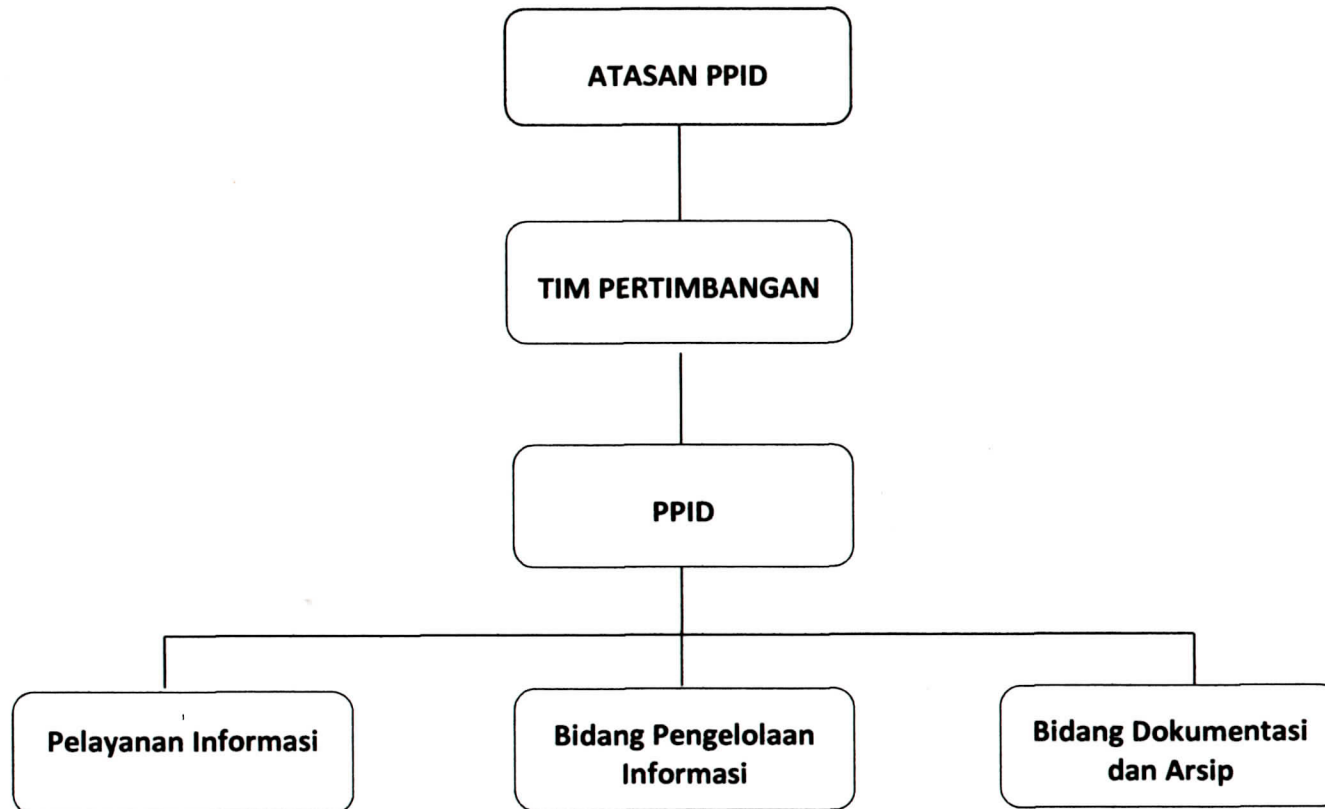 ATASAN PPID
TIM PERTIMBANGAN
PPID
Pelayanan Informasi
Bidang Pengelolaan
Informasi
Bidang Dokumentasi
dan Arsip